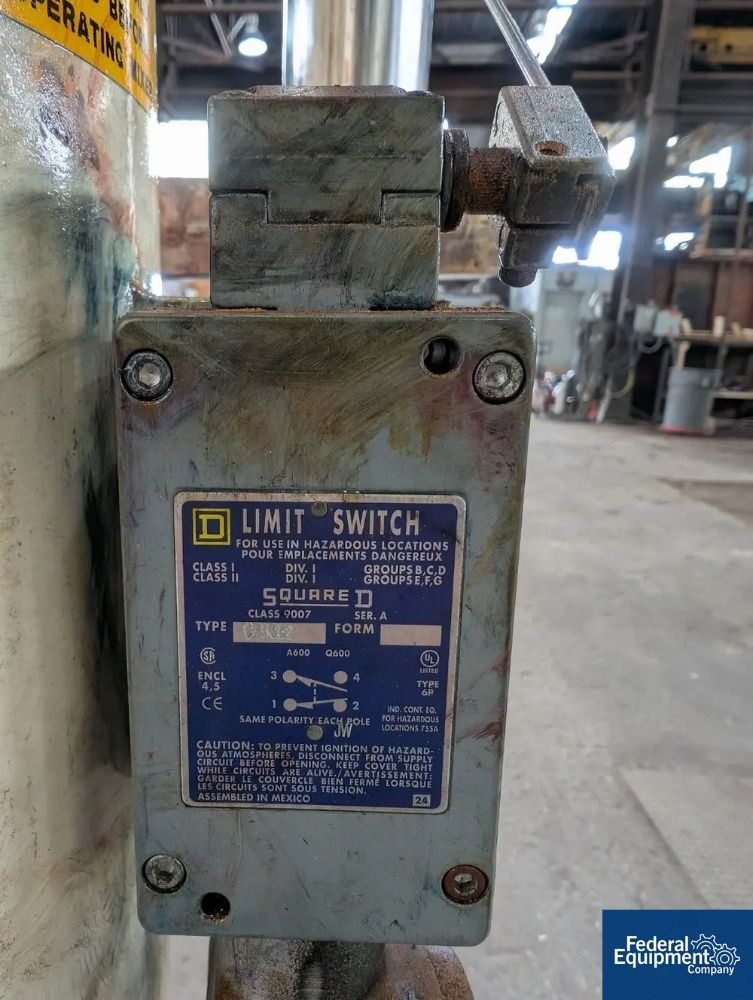 OPERATING
D LIMIT SWITCH
FOR USE IN HAZARDOUS LOCATIONS
POUR EMPLACEMENTS DANGEREUX
CLASS I DIV. I GROUPS B,C,D
CLASS II DIV. I GROUPS E,F,G
SQUARE D
CLASS 9007 SER. A
TYPE FORM
A600 Q600
SA
UL
LISTED
ENCL
4,5
CE
3 4
1 2
TYPE
6P
SAME POLARITY EACH POLE
JW
IND. CONT. EQ.
FOR HAZARDOUS
LOCATIONS 755A
CAUTION: TO PREVENT IGNITION OF HAZARD-
OUS ATMOSPHERES, DISCONNECT FROM SUPPLY
CIRCUIT BEFORE OPENING. KEEP COVER TIGHT
WHILE CIRCUITS ARE ALIVE./AVERTISSEMENT:
GARDER LE COUVERCLE BIEN FERMÉ LORSQUE
LES CIRCUITS SONT SOUS TENSION.
ASSEMBLED IN MEXICO 24
Federal
Equipment
Company